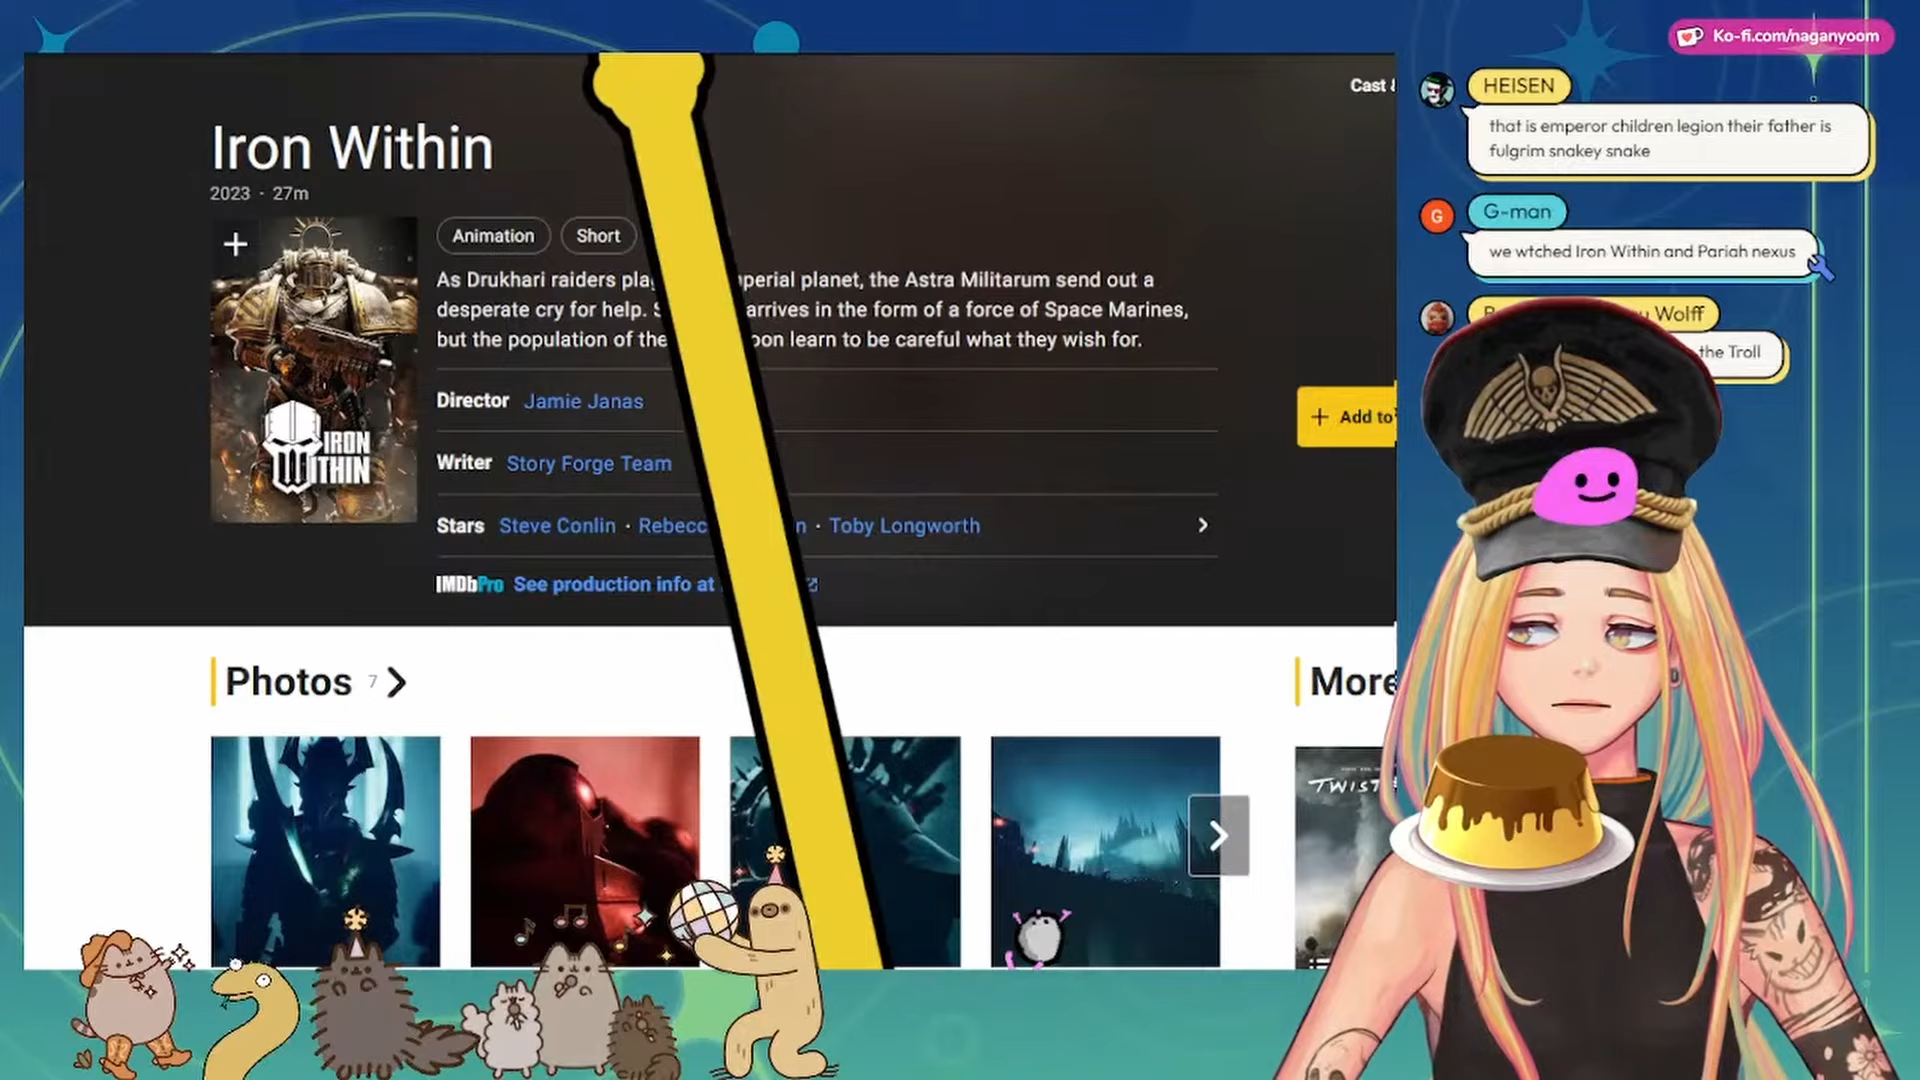 Ko-fi.com/naganyoom
Cast &
Iron Within
2023 · 27m
Animation
Short
As Drukhari raiders perial planet, the Astra Militarum send out a
desperate cry for help. arrives in the form of a force of Space Marines,
but the population of the learn to be careful what they wish for.
Director Jamie Janas
Writer Story Forge Team
Stars Steve Conlin · · Toby Longworth
IMDbPro See production info at
IRON
WITHIN
+ Add to
Photos 7
More
TWIST
HEISEN
that is emperor children legion their father is
fulgrim snakey snake
G
G-man
we wtched Iron Within and Pariah nexus
Wolff
the Troll